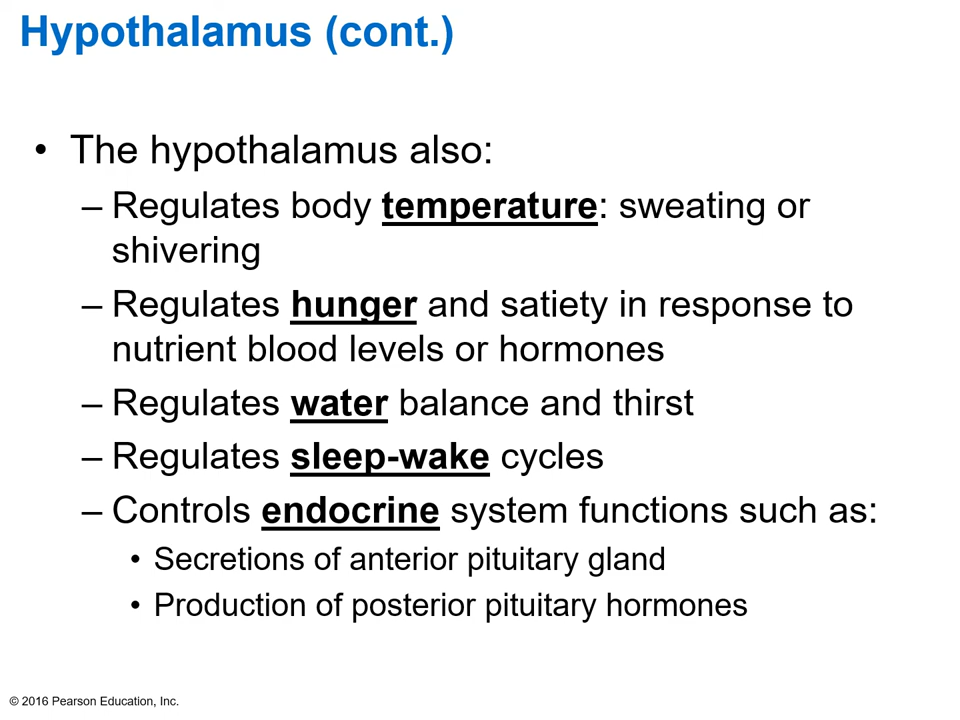 Hypothalamus (cont.)
• The hypothalamus also:
– Regulates body temperature: sweating or
shivering
– Regulates hunger and satiety in response to
nutrient blood levels or hormones
– Regulates water balance and thirst
– Regulates sleep-wake cycles
– Controls endocrine system functions such as:
• Secretions of anterior pituitary gland
• Production of posterior pituitary hormones
© 2016 Pearson Education, Inc.